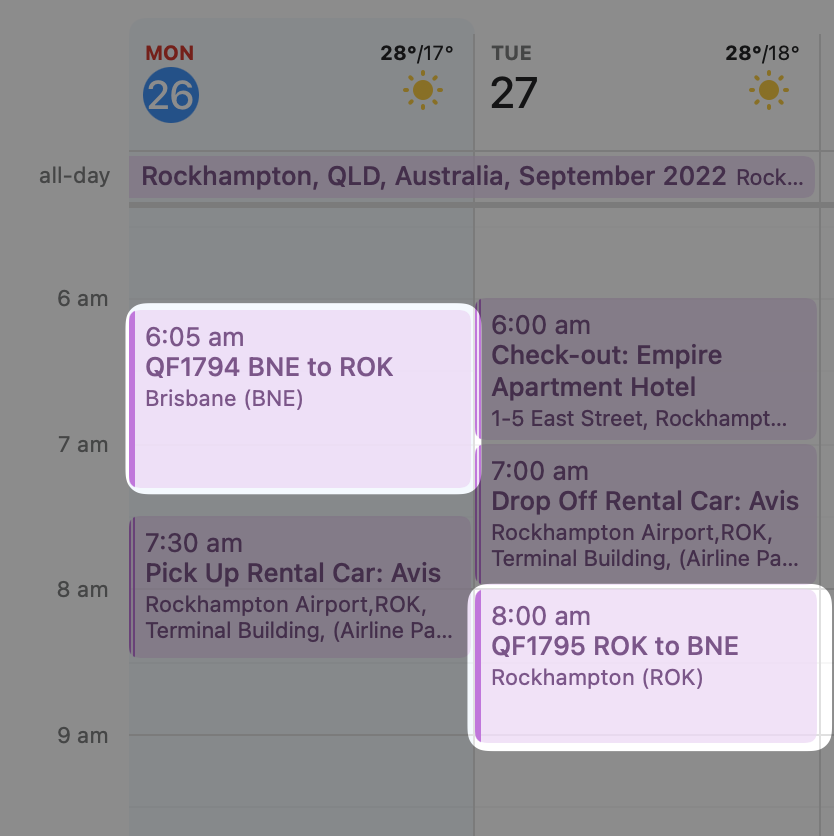 MON
28°/17°
26
TUE
28°/18°
27
all-day
Rockhampton, QLD, Australia, September 2022 Rock...
6 am
7 am
8 am
9 am
6:05 am
QF1794 BNE to ROK
Brisbane (BNE)
7:30 am
Pick Up Rental Car: Avis
Rockhampton Airport,ROK,
Terminal Building, (Airline Pa...
6:00 am
Check-out: Empire
Apartment Hotel
1-5 East Street, Rockhampt...
7:00 am
Drop Off Rental Car: Avis
Rockhampton Airport,ROK,
Terminal Building, (Airline Pa...
8:00 am
QF1795 ROK to BNE
Rockhampton (ROK)